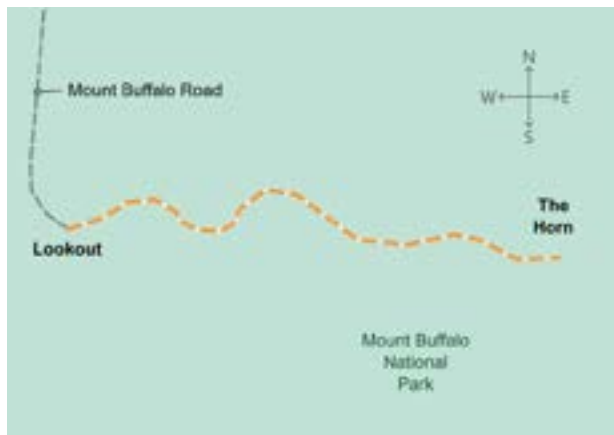 N
Mount Buffalo Road
W
E
S
The
Horn
Lookout
Mount Buffalo
National
Park